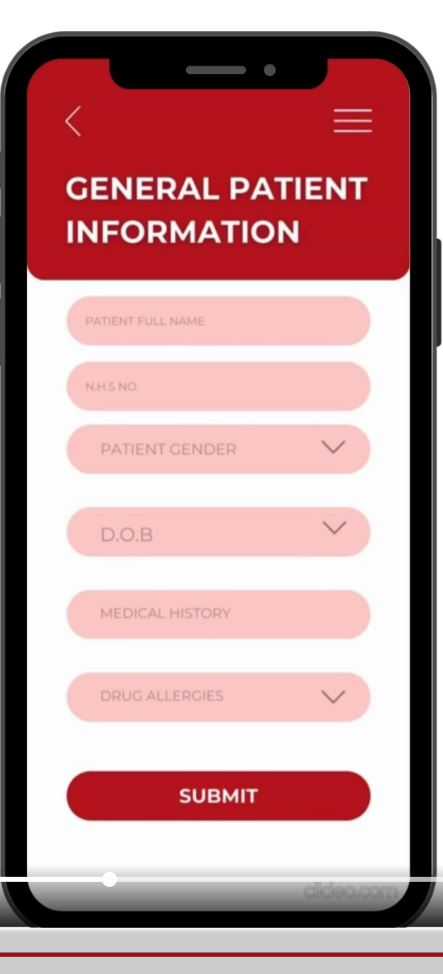 GENERAL PATIENT
INFORMATION
PATIENT FULL NAME
N.H.S NO.
PATIENT GENDER
D.O.B
MEDICAL HISTORY
DRUG ALLERGIES
SUBMIT
clideo.com